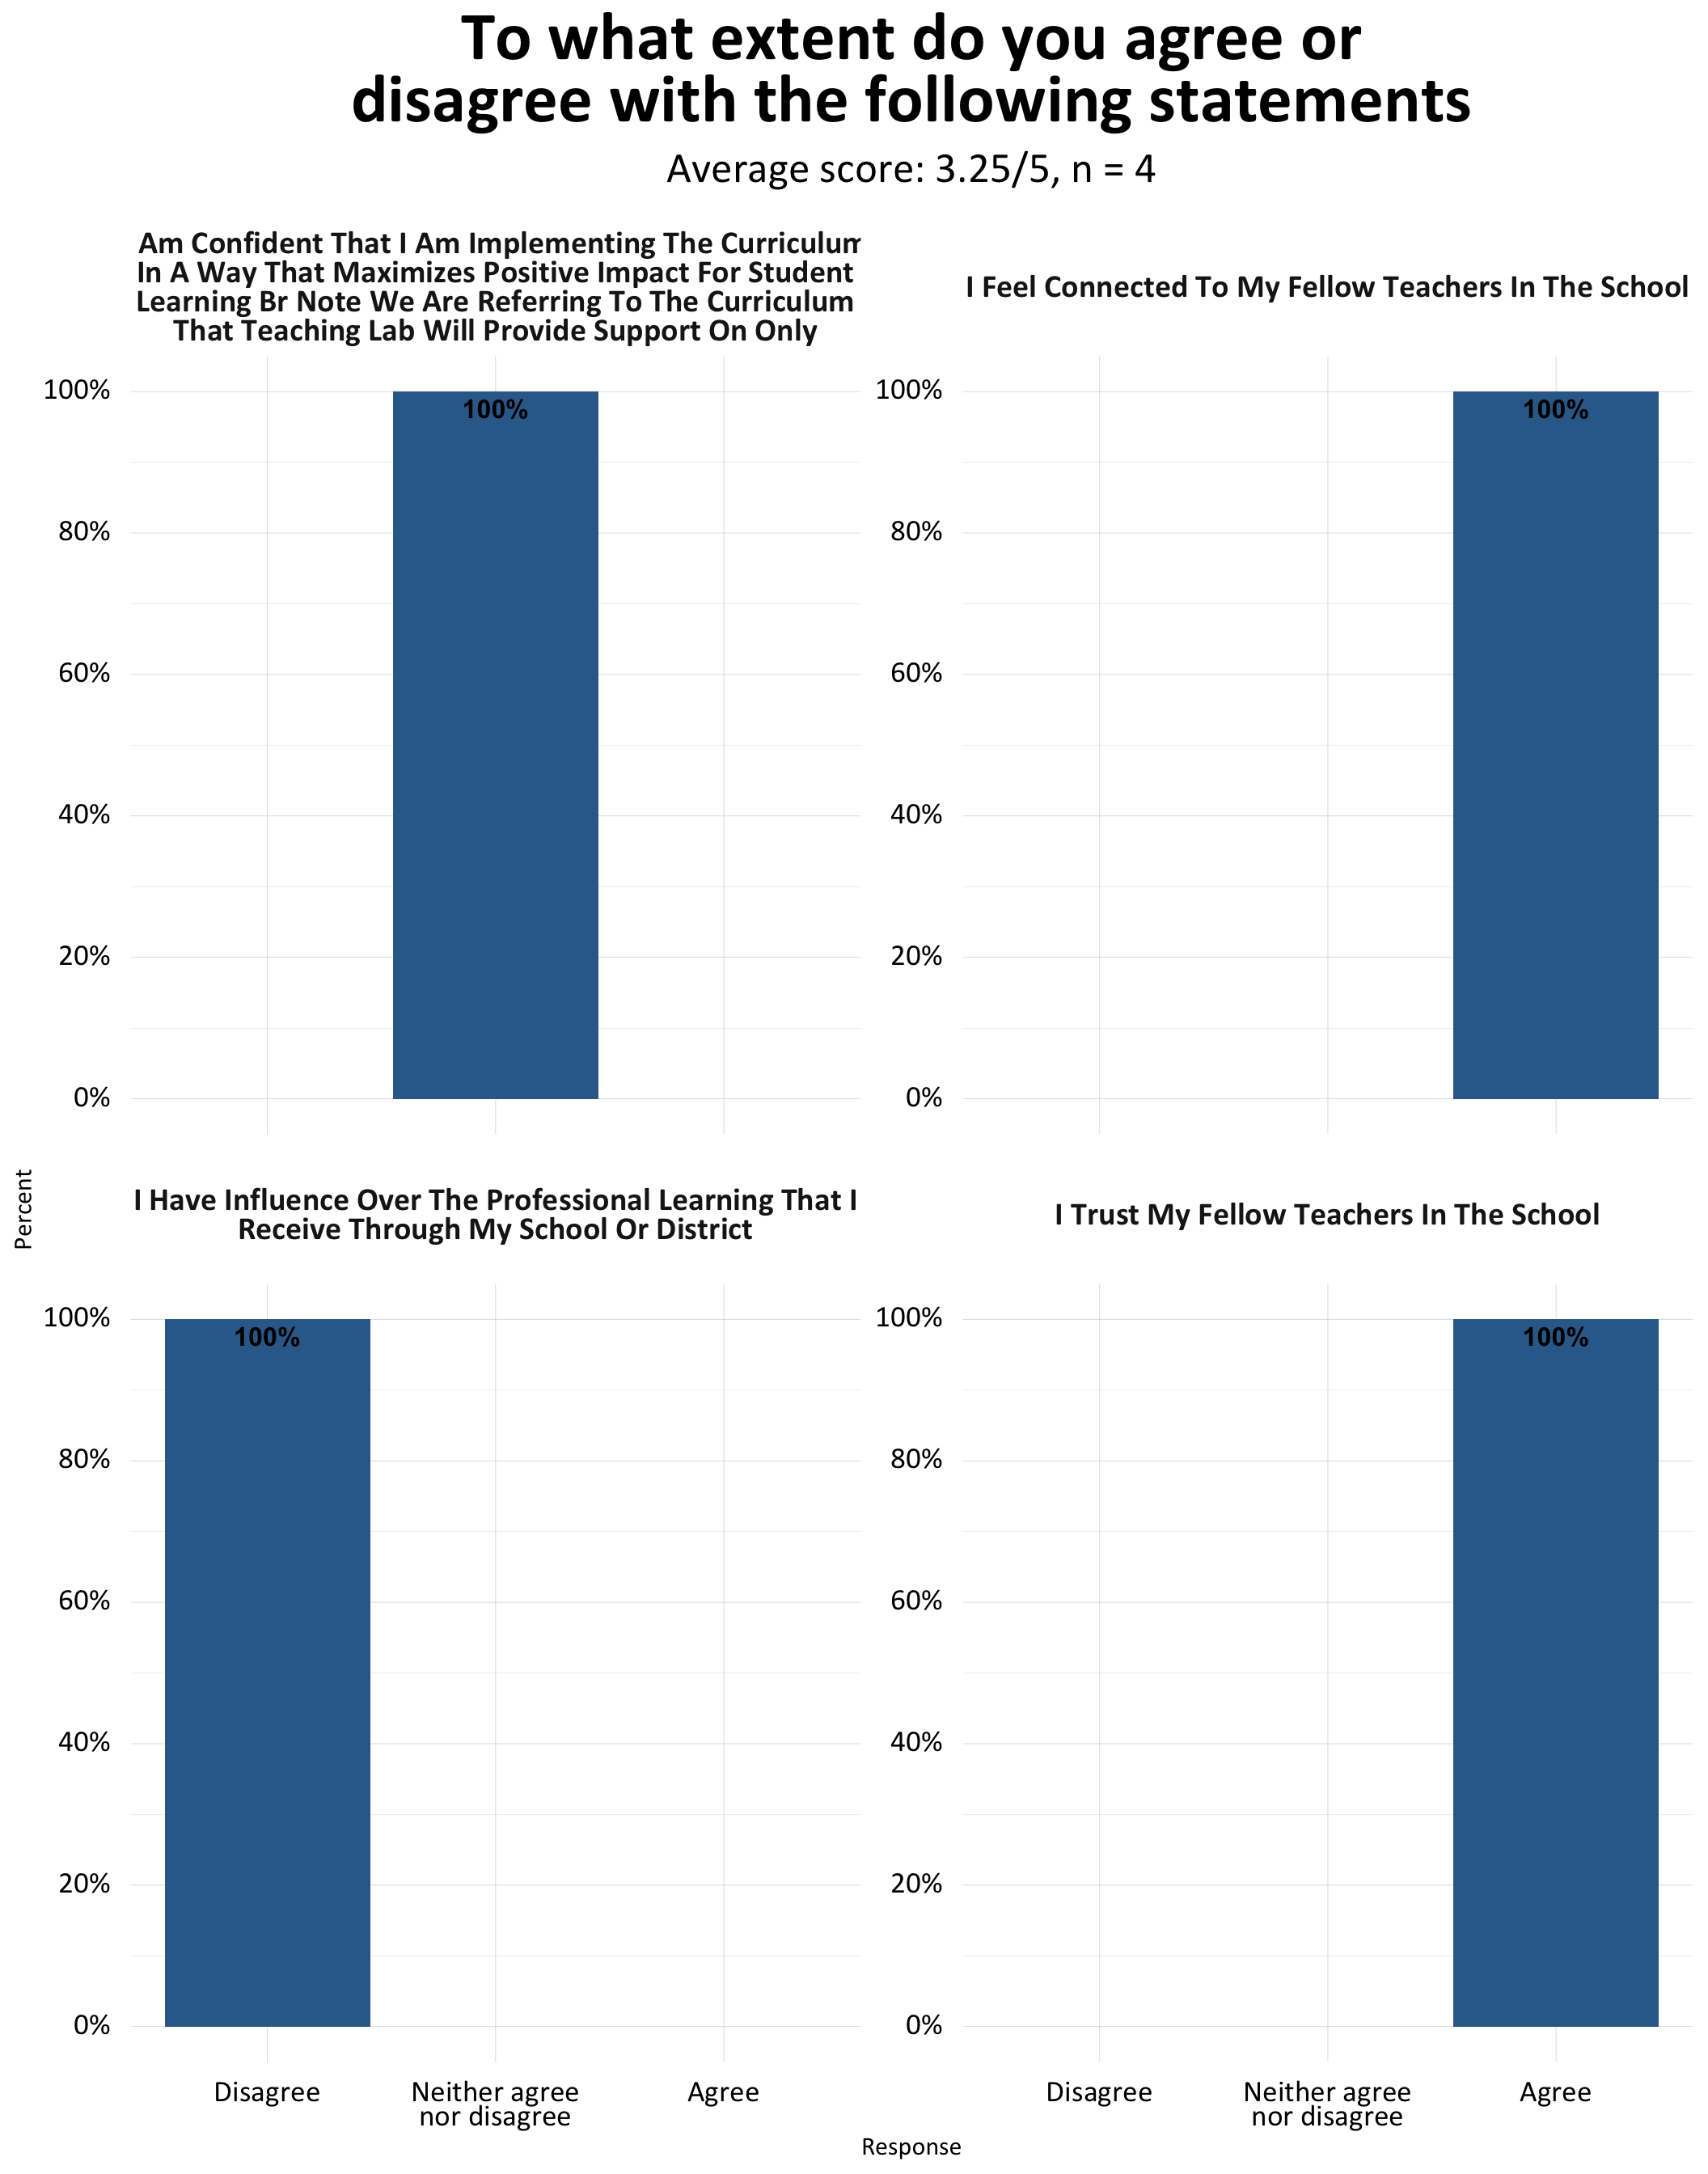 To what extent do you agree or
disagree with the following statements
Average score: 3.25/5, n = 4
Am Confident That I Am Implementing The Curriculum
In A Way That Maximizes Positive Impact For Student
Learning Br Note We Are Referring To The Curriculum
That Teaching Lab Will Provide Support On Only
100%
80%
60%
40%
20%
0%
100%
I Feel Connected To My Fellow Teachers In The School
100%
80%
60%
40%
20%
0%
100%
Percent
I Have Influence Over The Professional Learning That I
Receive Through My School Or District
100%
80%
60%
40%
20%
0%
100%
Disagree
Neither agree
nor disagree
Agree
I Trust My Fellow Teachers In The School
100%
80%
60%
40%
20%
0%
100%
Disagree
Neither agree
nor disagree
Agree
Response